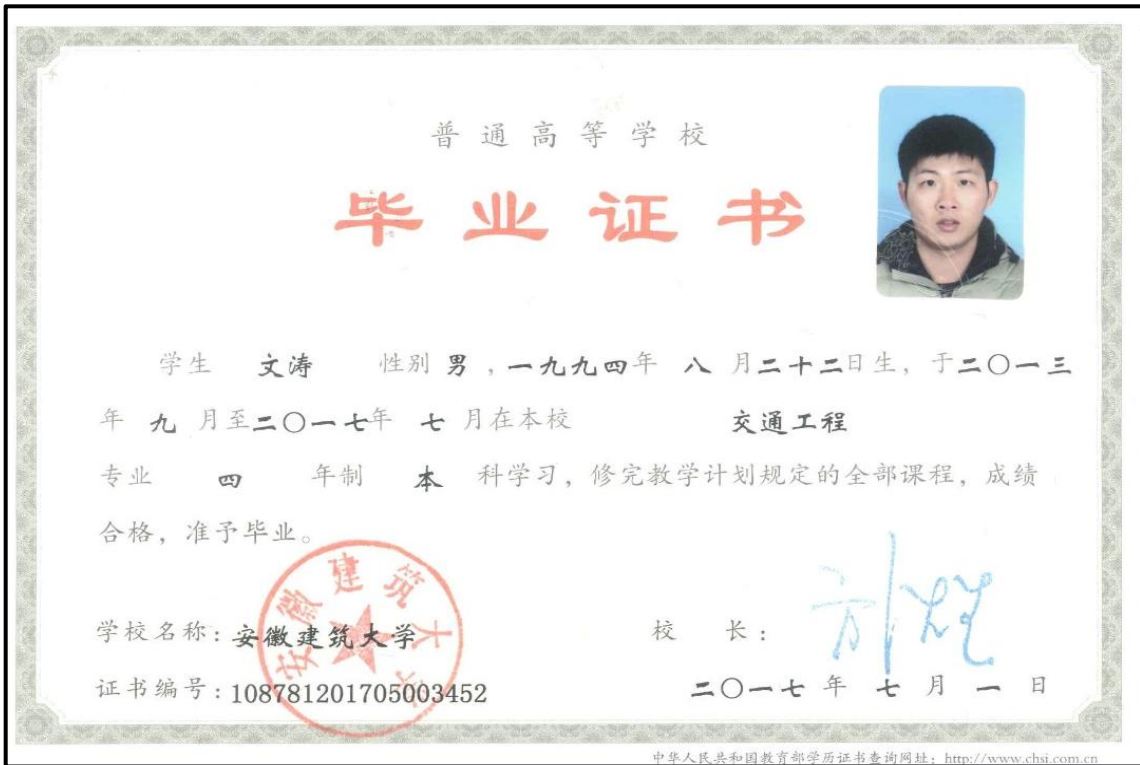 普通高等学校
毕业证书
学生 文涛 性别 男，一九九四年 八 月二十二日生，于二〇一三
年 九 月至二〇一七年 七 月在本校 交通工程
专业 四 年制 本 科学习，修完教学计划规定的全部课程，成绩
合格，准予毕业。
安徽建筑大学
学校名称：安徽建筑大学 校 长：
证书编号：108781201705003452 二〇一七 年 七 月 一 日
中华人民共和国教育部学历证书查询网址：http://www.chsi.com.cn